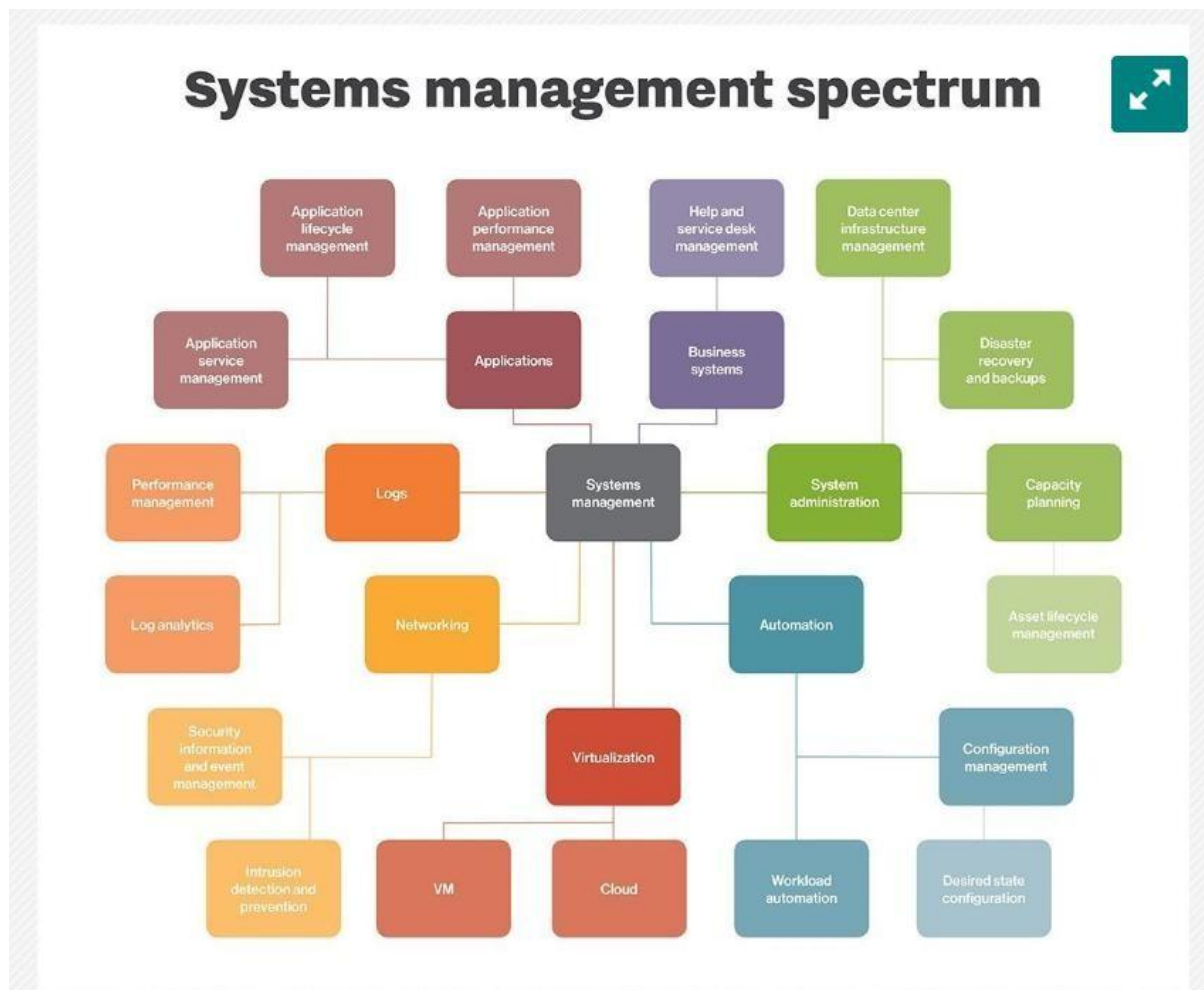 Systems management spectrum
Application
lifecycle
management
Application
performance
management
Help and
service desk
management
Data center
infrastructure
management
Application
service
management
Applications
Business
systems
Disaster
recovery
and backups
Performance
management
Logs
Systems
management
System
administration
Capacity
planning
Log analytics
Networking
Automation
Asset lifecycle
management
Security
information
and event
management
Virtualization
Configuration
management
Intrusion
detection and
prevention
VM
Cloud
Workload
automation
Desired state
configuration